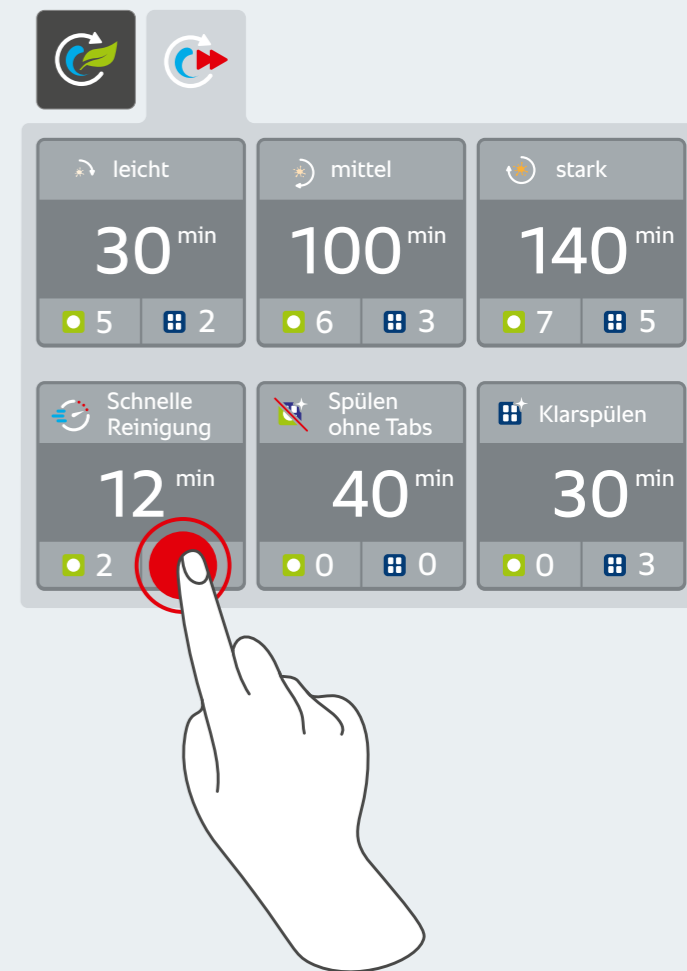 leicht
mittel
stark
30 min
100 min
140 min
5 2
6 3
7 5
Schnelle
Reinigung
Spülen
ohne Tabs
Klarspülen
12 min
40 min
30 min
2
0 0
0 3